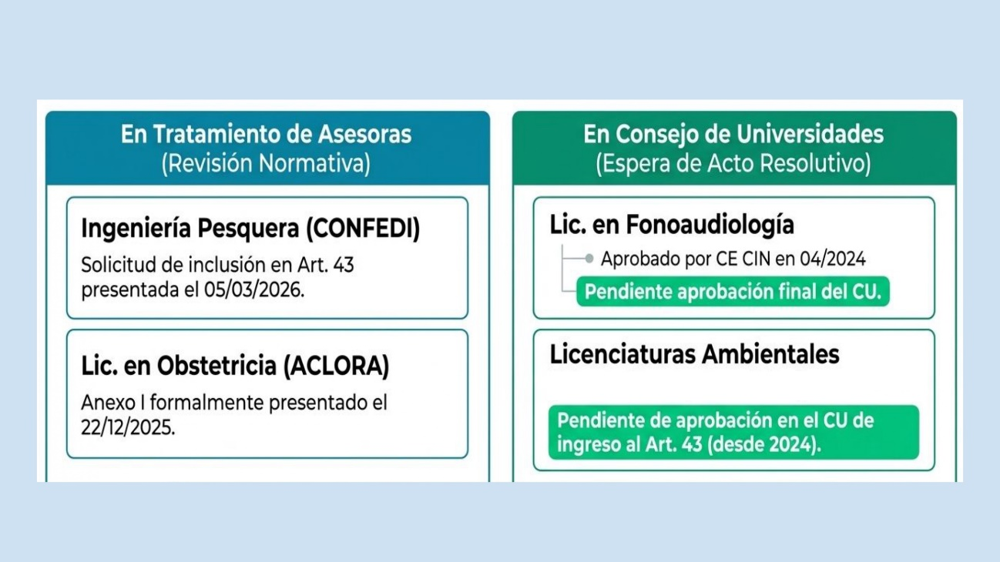 En Tratamiento de Asesoras
(Revisión Normativa)
Ingeniería Pesquera (CONFEDI)
Solicitud de inclusión en Art. 43
presentada el 05/03/2026.
Lic. en Obstetricia (ACLORA)
Anexo I formalmente presentado el
22/12/2025.
En Consejo de Universidades
(Espera de Acto Resolutivo)
Lic. en Fonoaudiología
Aprobado por CE CIN en 04/2024
Pendiente aprobación final del CU.
Licenciaturas Ambientales
Pendiente de aprobación en el CU de
ingreso al Art. 43 (desde 2024).